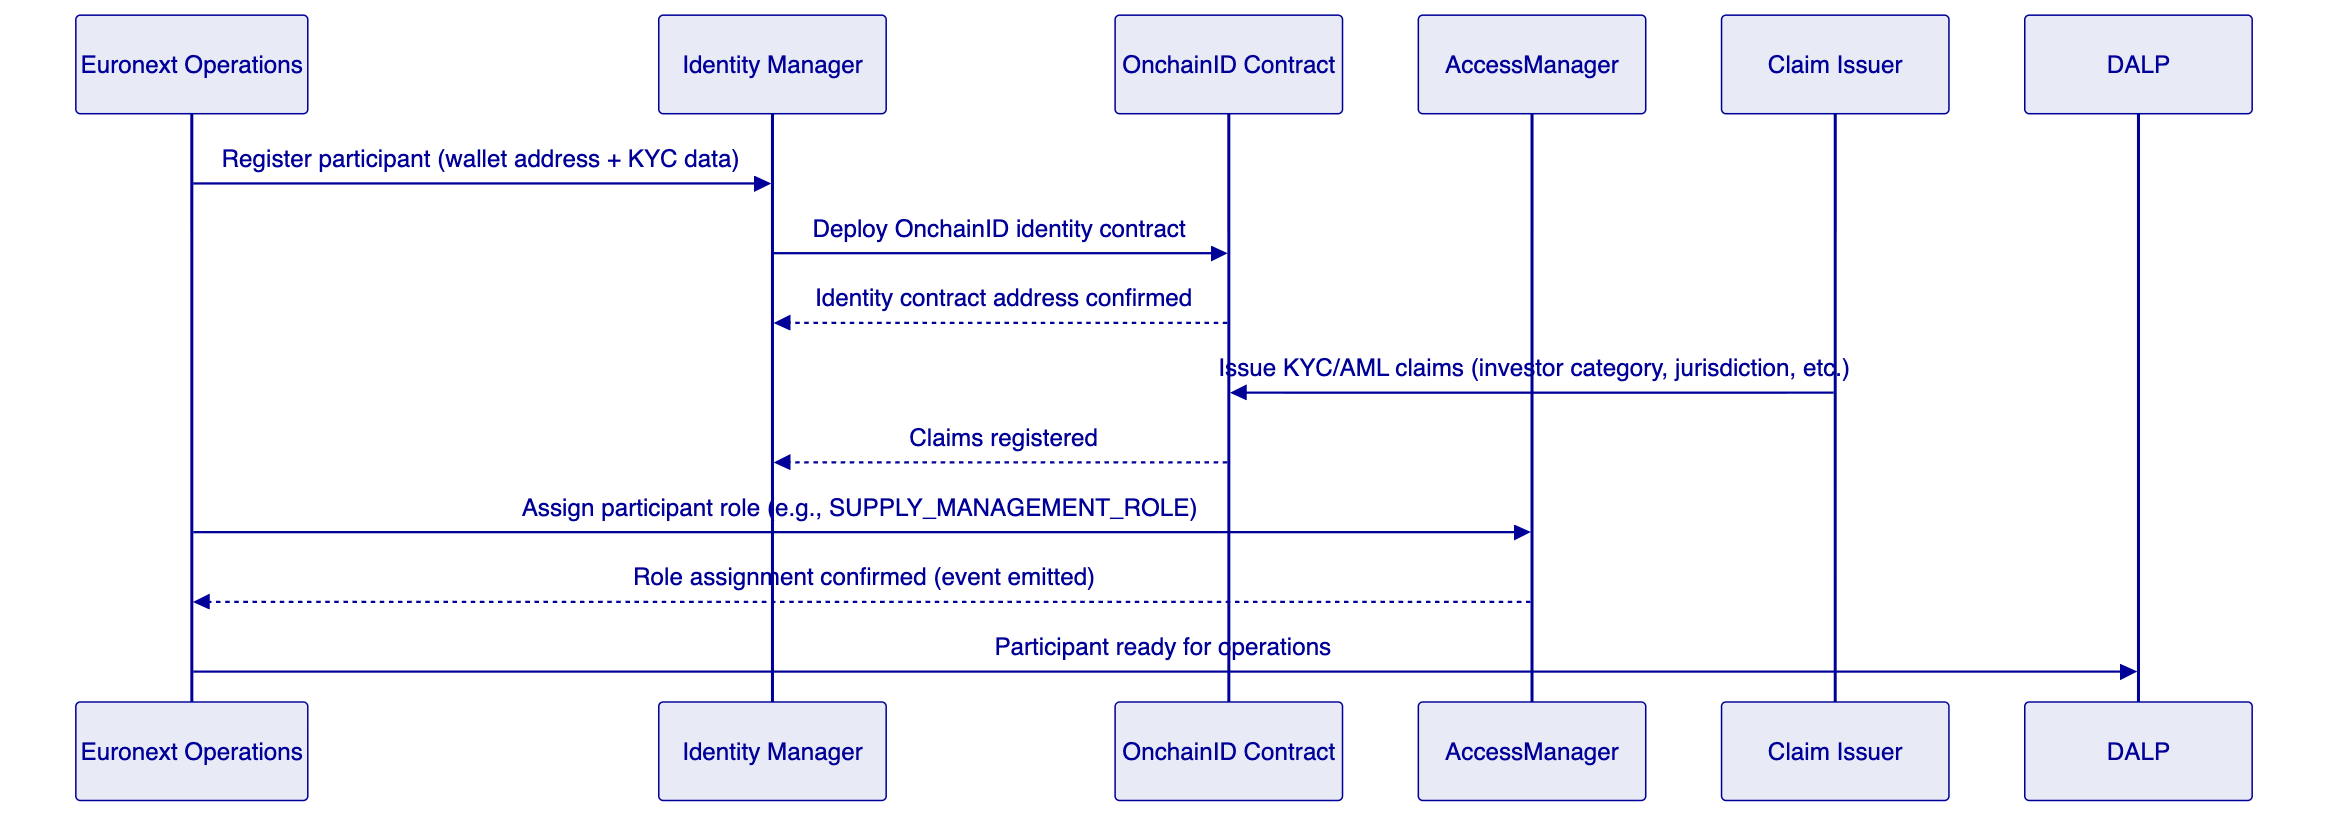 Euronext Operations
Identity Manager
OnchainID Contract
AccessManager
Claim Issuer
DALP
Register participant (wallet address + KYC data)
Deploy OnchainID identity contract
Identity contract address confirmed
Issue KYC/AML claims (investor category, jurisdiction, etc.)
Claims registered
Assign participant role (e.g., SUPPLY_MANAGEMENT_ROLE)
Role assignment confirmed (event emitted)
Participant ready for operations
Euronext Operations
Identity Manager
OnchainID Contract
AccessManager
Claim Issuer
DALP